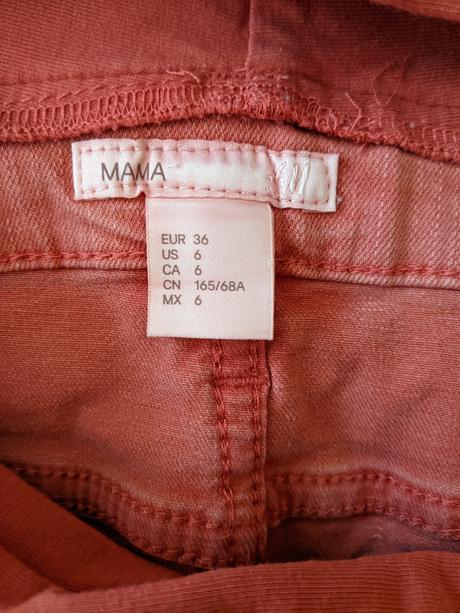 MAMA H&M
EUR 36
US 6
CA 6
CN 165/68A
MX 6